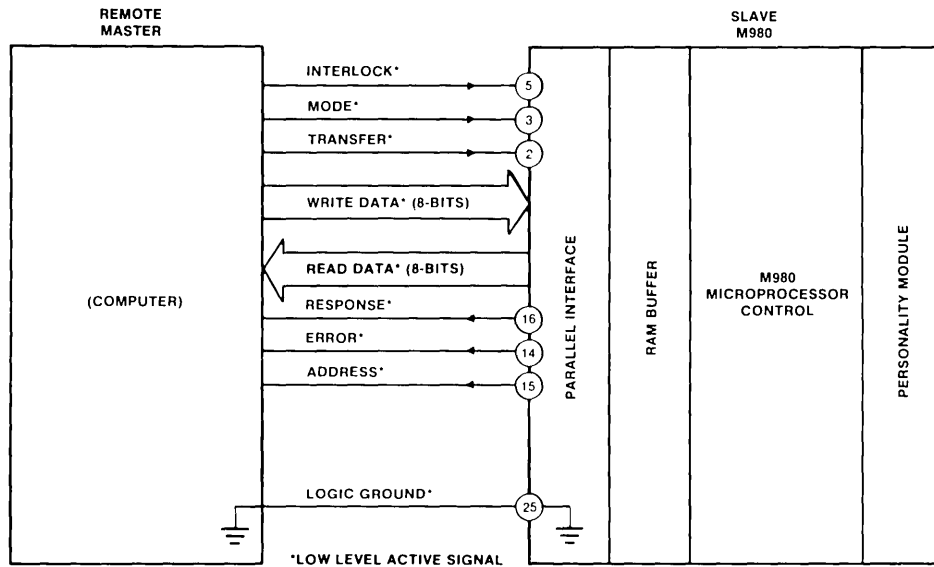 REMOTE
MASTER
SLAVE
M980
INTERLOCK*
5
MODE*
3
TRANSFER*
2
WRITE DATA* (8-BITS)
READ DATA* (8-BITS)
(COMPUTER)
RESPONSE*
16
ERROR*
14
ADDRESS*
15
PARALLEL INTERFACE
RAM BUFFER
M980
MICROPROCESSOR
CONTROL
PERSONALITY MODULE
LOGIC GROUND*
25
*LOW LEVEL ACTIVE SIGNAL